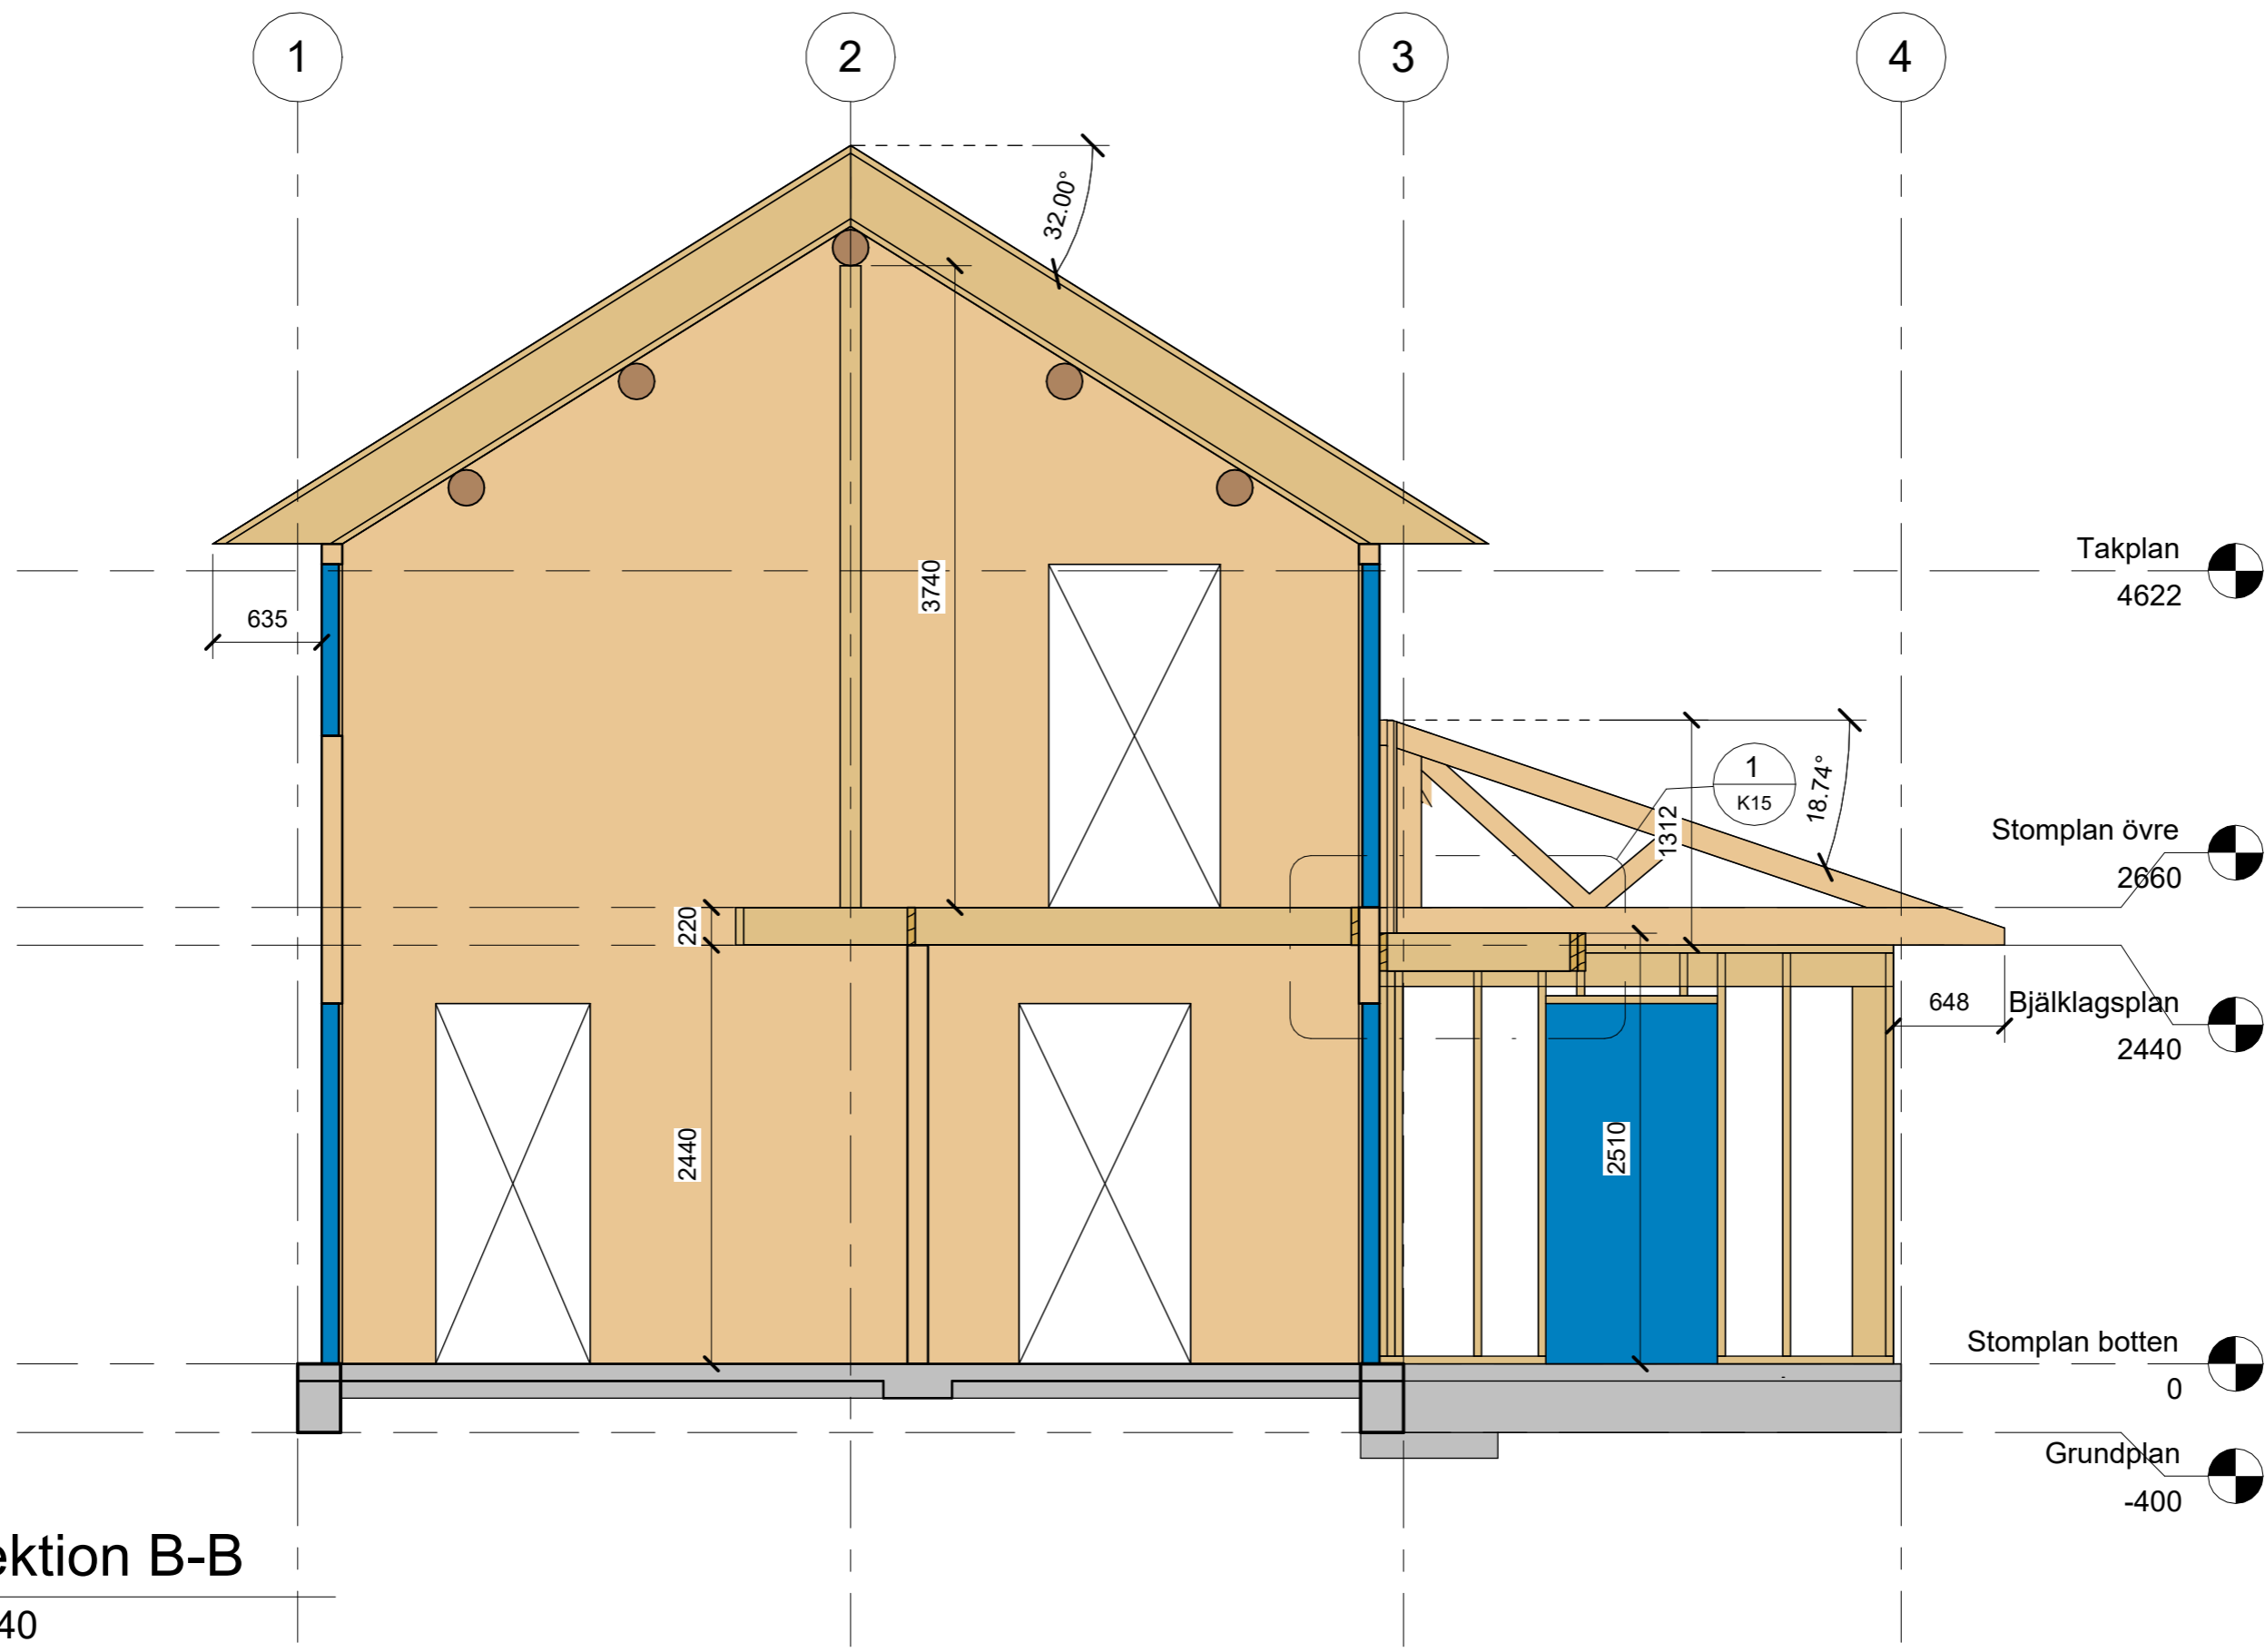 1
2
3
4
32.00°
Takplan
4622
3740
635
1
K15
18.74°
1312
Stomplan övre
2660
220
648
Bjälklagsplan
2440
2440
2510
Stomplan botten
0
Grundplan
-400
ektion B-B
40